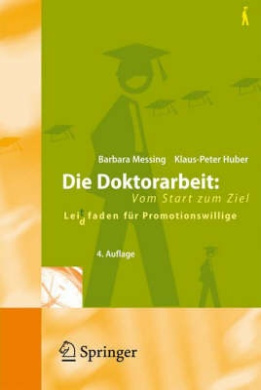 Barbara Messing Klaus-Peter Huber
Die Doktorarbeit:
Vom Start zum Ziel
Leidfaden für Promotionswillige
4. Auflage
Springer